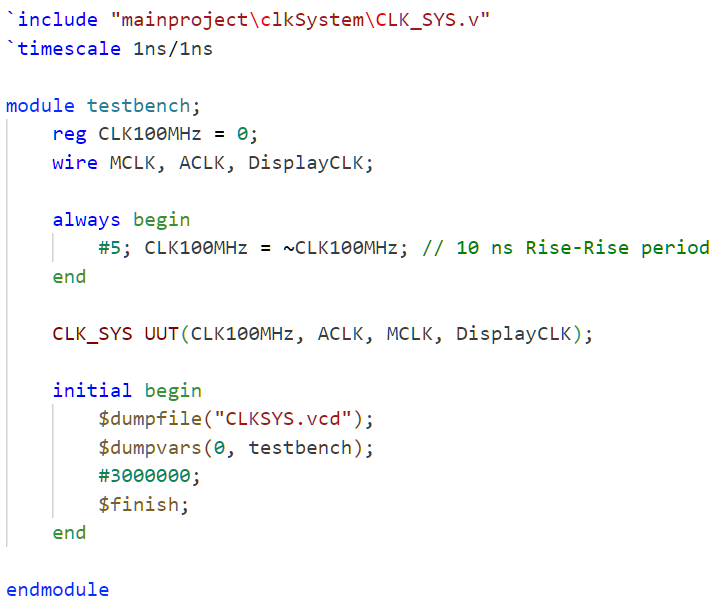 `include "mainproject\clkSystem\CLK_SYS.v"
`timescale 1ns/1ns
module testbench;
reg CLK100MHz = 0;
wire MCLK, ACLK, DisplayCLK;
always begin
#5; CLK100MHz = ~CLK100MHz; // 10 ns Rise-Rise period
end
CLK_SYS UUT(CLK100MHz, ACLK, MCLK, DisplayCLK);
initial begin
$dumpfile("CLKSYS.vcd");
$dumpvars(0, testbench);
#3000000;
$finish;
end
endmodule